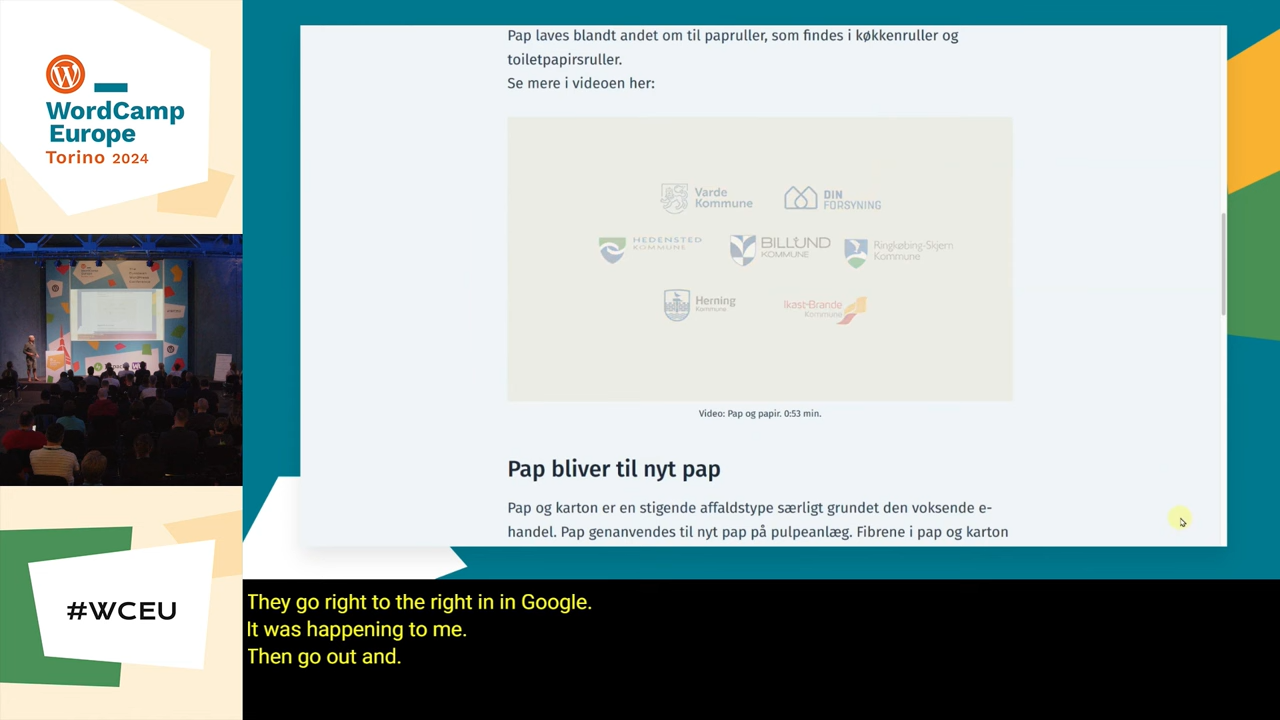 WordCamp
Europe
Torino 2024
Pap laves blandt andet om til papruller, som findes i køkkenruller og
toiletpapirsruller.
Se mere i videoen her:
Varde
Kommune
DIN
FORSYNING
HEDENSTED
KOMMUNE
BILLUND
KOMMUNE
Ringkøbing-Skjern
Kommune
Herning
Kommune
Ikast-Brande
Kommune
Video: Pap og papir. 0:53 min.
Pap bliver til nyt pap
Pap og karton er en stigende affaldstype særligt grundet den voksende e-
handel. Pap genanvendes til nyt pap på pulpeanlæg. Fibrene i pap og karton
#WCEU
They go right to the right in in Google.
It was happening to me.
Then go out and.